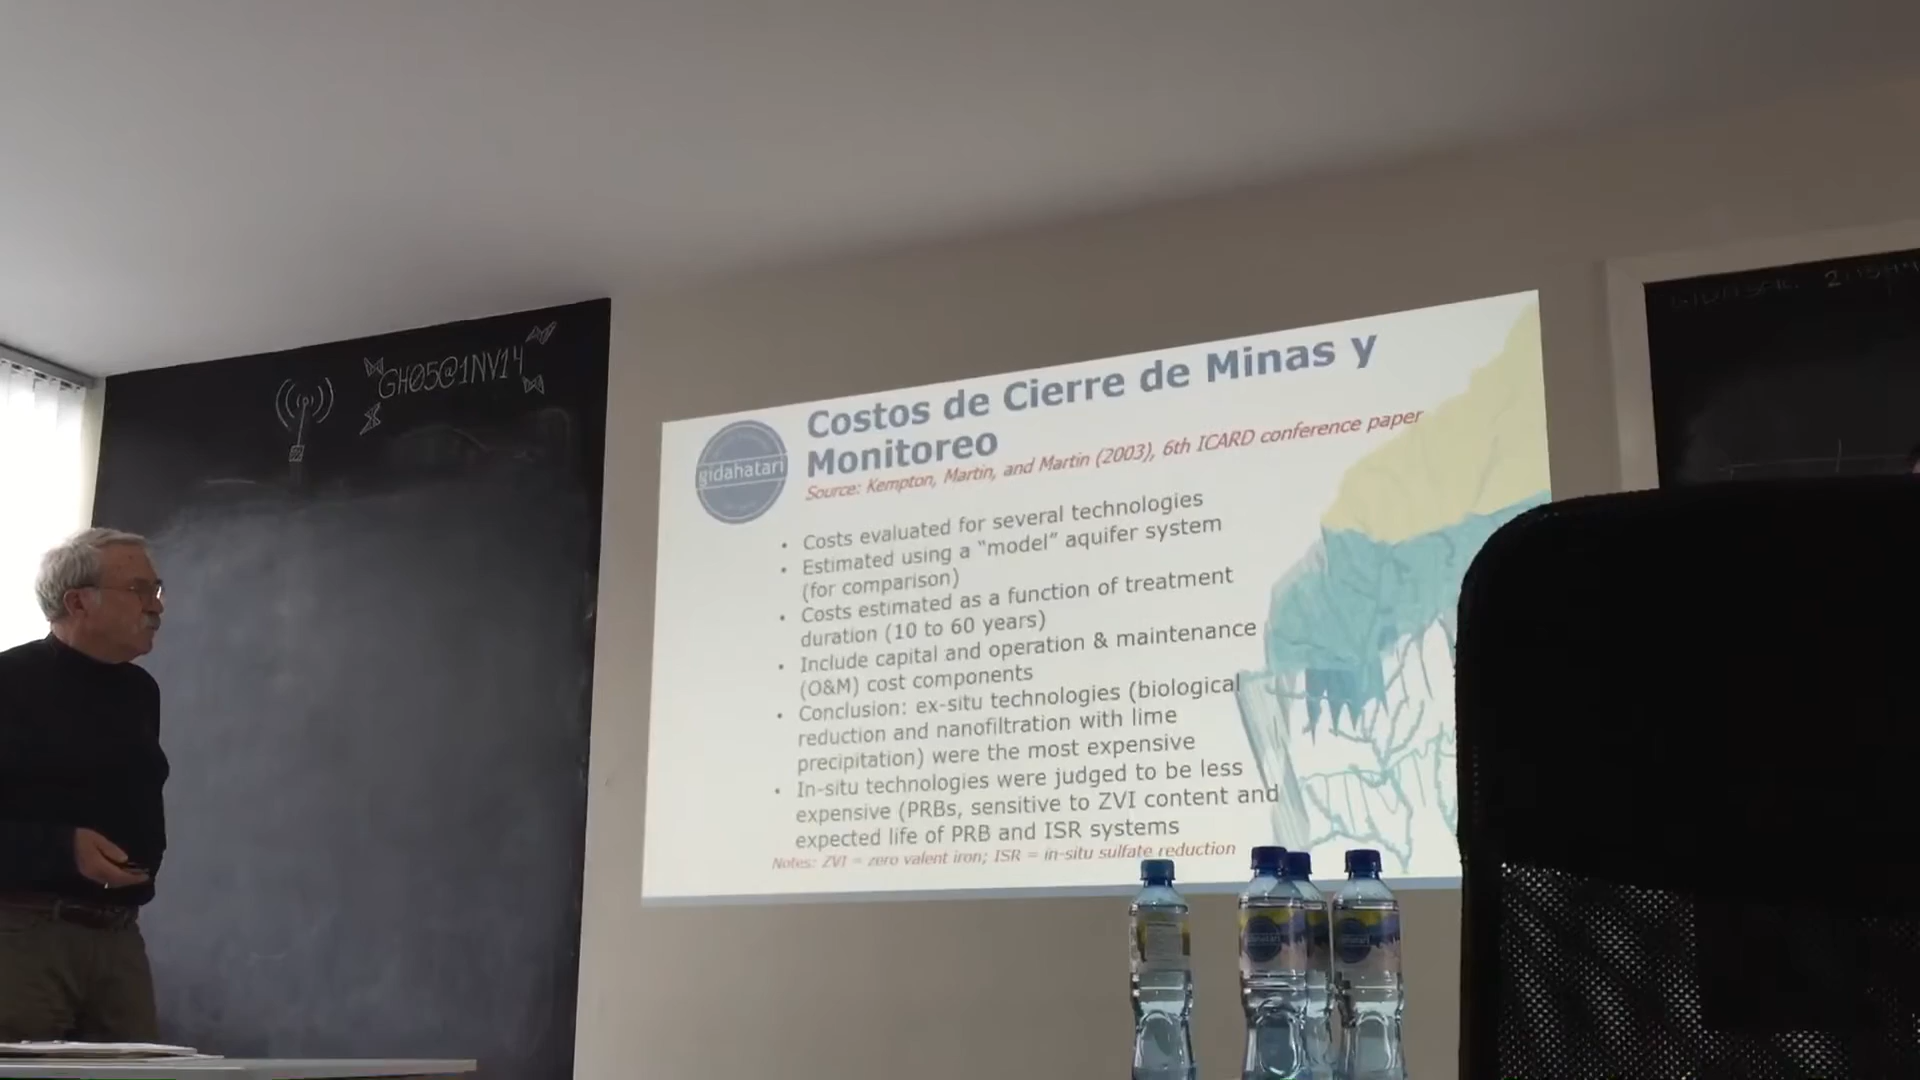 GH05@1NV14
gidahatari
Costos de Cierre de Minas y
Monitoreo
Source: Kempton, Martin, and Martin (2003), 6th ICARD conference paper
• Costs evaluated for several technologies
• Estimated using a “model” aquifer system
(for comparison)
• Costs estimated as a function of treatment
duration (10 to 60 years)
• Include capital and operation & maintenance
(O&M) cost components
• Conclusion: ex-situ technologies (biological
reduction and nanofiltration with lime
precipitation) were the most expensive
• In-situ technologies were judged to be less
expensive (PRBs, sensitive to ZVI content and
expected life of PRB and ISR systems
Notes: ZVI = zero valent iron; ISR = in-situ sulfate reduction
gidahatari
gidahatari